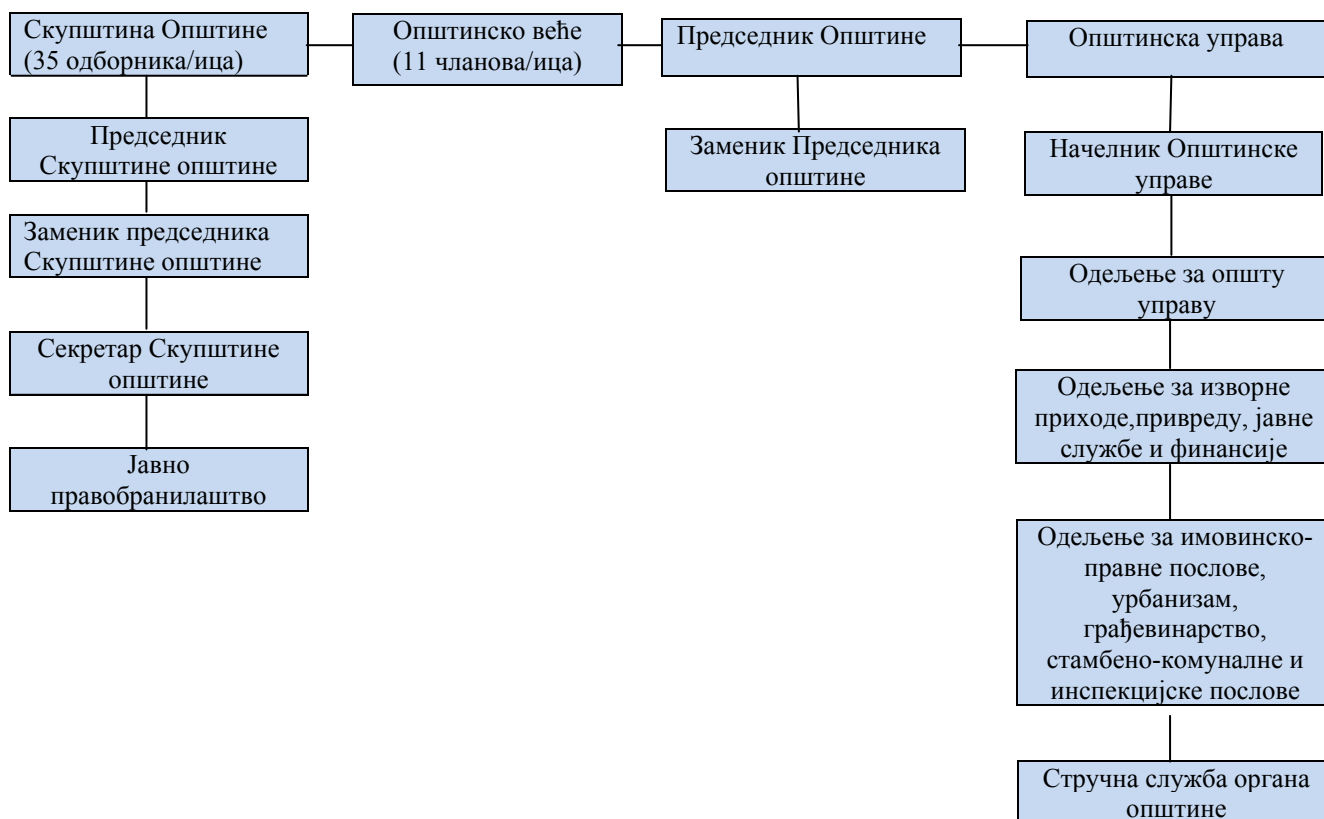 Скупштина Општине
(35 одборника/ица)
Општинско веће
(11 чланова/ица)
Председник Општине
Општинска управа
Председник
Скупштине општине
Заменик председника
Скупштине општине
Секретар Скупштине
општине
Јавно
правобранилаштво
Заменик Председника
општине
Начелник Општинске
управе
Одељење за општу
управу
Одељење за изворне
приходе,привреду, јавне
службе и финансије
Одељење за имовинско-
правне послове,
урбанизам,
грађевинарство,
стамбено-комуналне и
инспекцијске послове
Стручна служба органа
општине